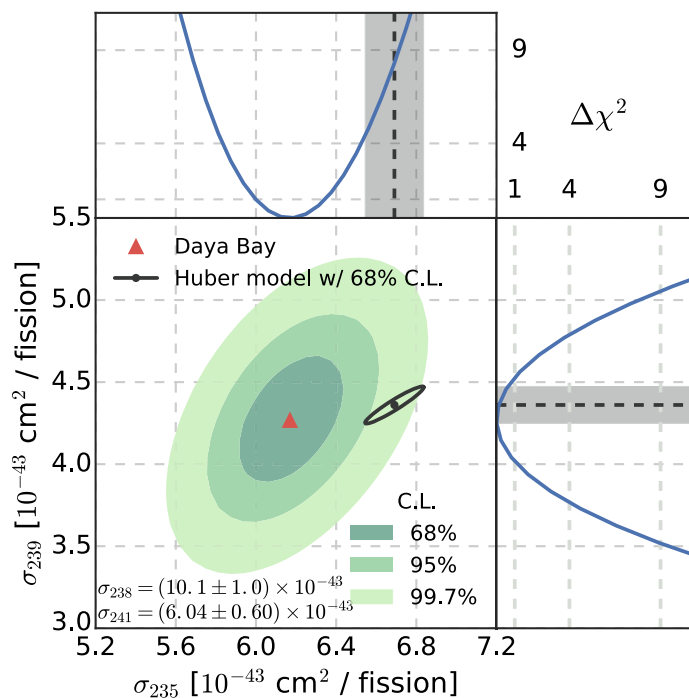 9
4
Δχ²
1 4 9
5.5
Daya Bay
Huber model w/ 68% C.L.
5.0
4.5
4.0
3.5
3.0
σ₂₃₉ [10⁻⁴³ cm² / fission]
C.L.
68%
95%
99.7%
σ₂₃₈ = (10.1 ± 1.0) × 10⁻⁴³
σ₂₄₁ = (6.04 ± 0.60) × 10⁻⁴³
5.2 5.6 6.0 6.4 6.8 7.2
σ₂₃₅ [10⁻⁴³ cm² / fission]